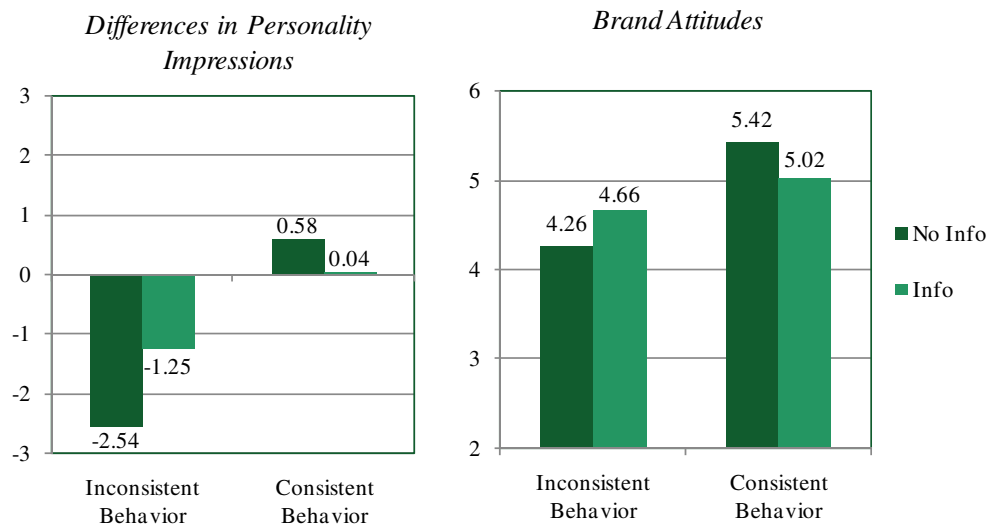 Differences in Personality
Impressions
3
2
1
0
-1
-2
-3
0.58
0.04
-1.25
-2.54
Inconsistent
Behavior
Consistent
Behavior
Brand Attitudes
6
5
4
3
2
4.26
4.66
5.42
5.02
Inconsistent
Behavior
Consistent
Behavior
No Info
Info